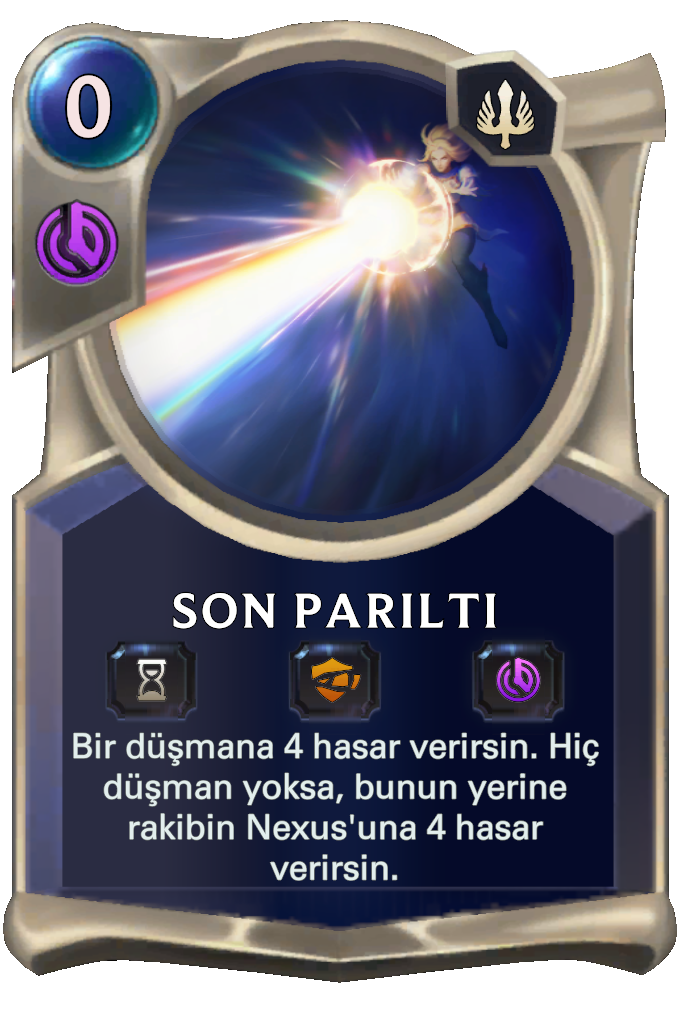 0
SON PARILTI
Bir düşmana 4 hasar verirsin. Hiç
düşman yoksa, bunun yerine
rakibin Nexus'una 4 hasar
verirsin.